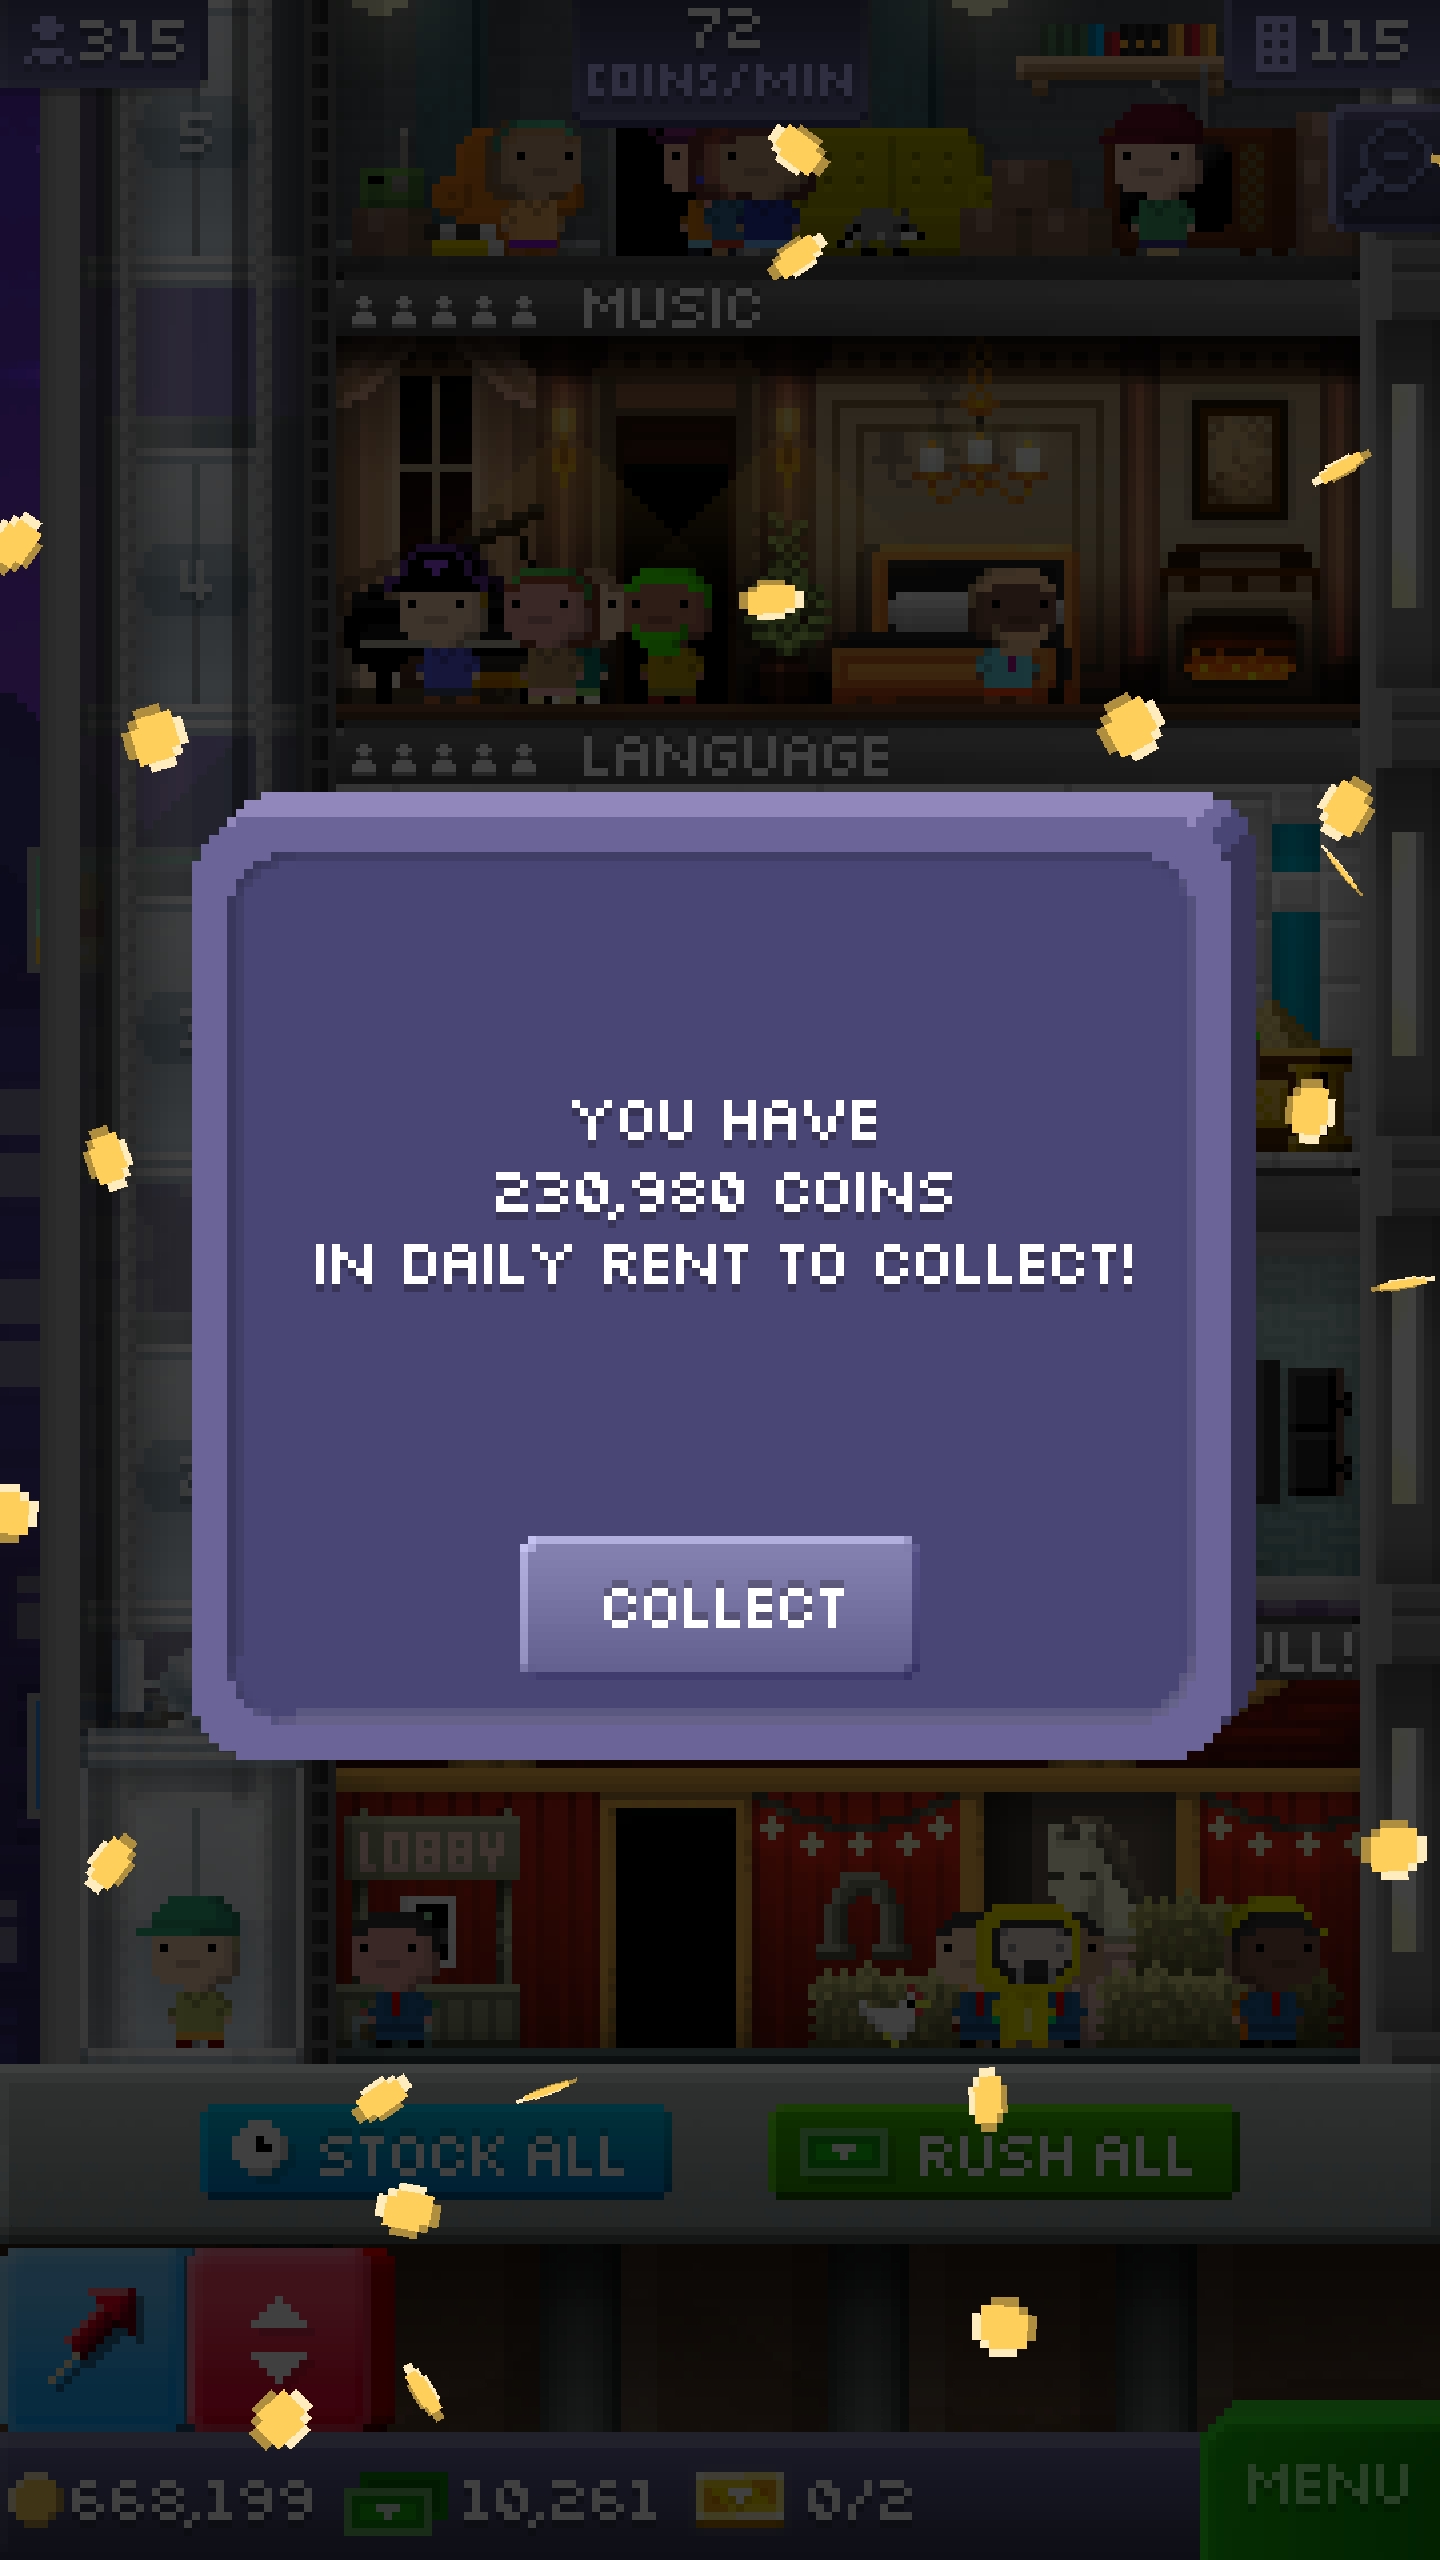 315
72
COINS/MIN
115
5
MUSIC
4
LANGUAGE
YOU HAVE
230,980 COINS
IN DAILY RENT TO COLLECT!
COLLECT
LOBBY
STOCK ALL
RUSH ALL
668,199
10,261
0/2
MENU